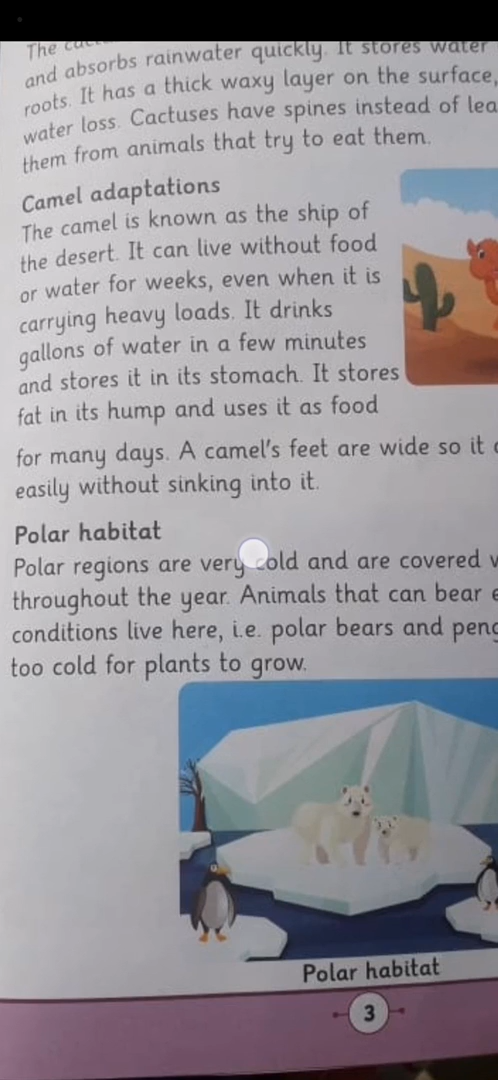 The
and absorbs rainwater quickly. It stores water
roots. It has a thick waxy layer on the surface,
water loss. Cactuses have spines instead of
them from animals that try to eat them.
Camel adaptations
The camel is known as the ship of
the desert. It can live without food
or water for weeks, even when it is
carrying heavy loads. It drinks
gallons of water in a few minutes
and stores it in its stomach. It stores
fat in its hump and uses it as food
for many days. A camel's feet are wide so it
easily without sinking into it.
Polar habitat
Polar regions are very cold and are covered
throughout the year. Animals that can bear
conditions live here, i.e. polar bears and
too cold for plants to grow.
Polar habitat
3